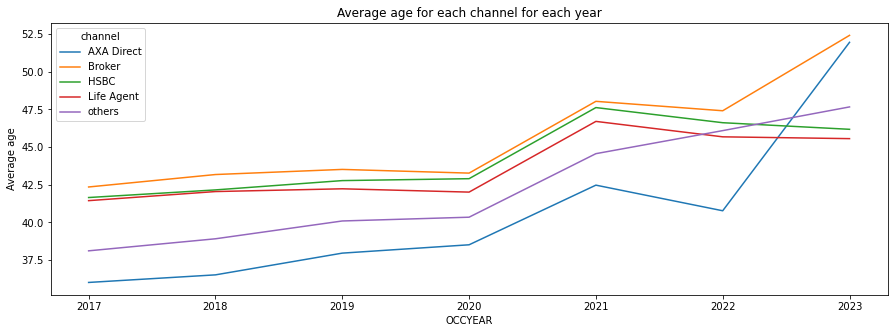 Average age for each channel for each year
channel
AXA Direct
Broker
HSBC
Life Agent
others
Average age
52.5
50.0
47.5
45.0
42.5
40.0
37.5
2017 2018 2019 2020 2021 2022 2023
OCCYEAR